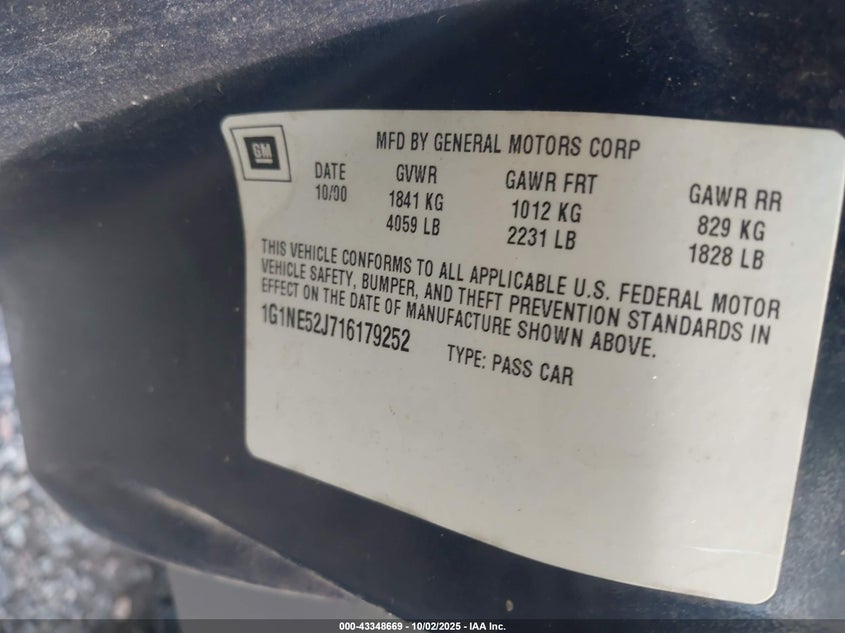 GM
MFD BY GENERAL MOTORS CORP
DATE GVWR GAWR FRT GAWR RR
10/00 1841 KG 1012 KG 829 KG
4059 LB 2231 LB 1828 LB
THIS VEHICLE CONFORMS TO ALL APPLICABLE U.S. FEDERAL MOTOR
VEHICLE SAFETY, BUMPER, AND THEFT PREVENTION STANDARDS IN
EFFECT ON THE DATE OF MANUFACTURE SHOWN ABOVE.
1G1NE52J716179252 TYPE: PASS CAR
000-43348669 - 10/02/2025 - IAA Inc.